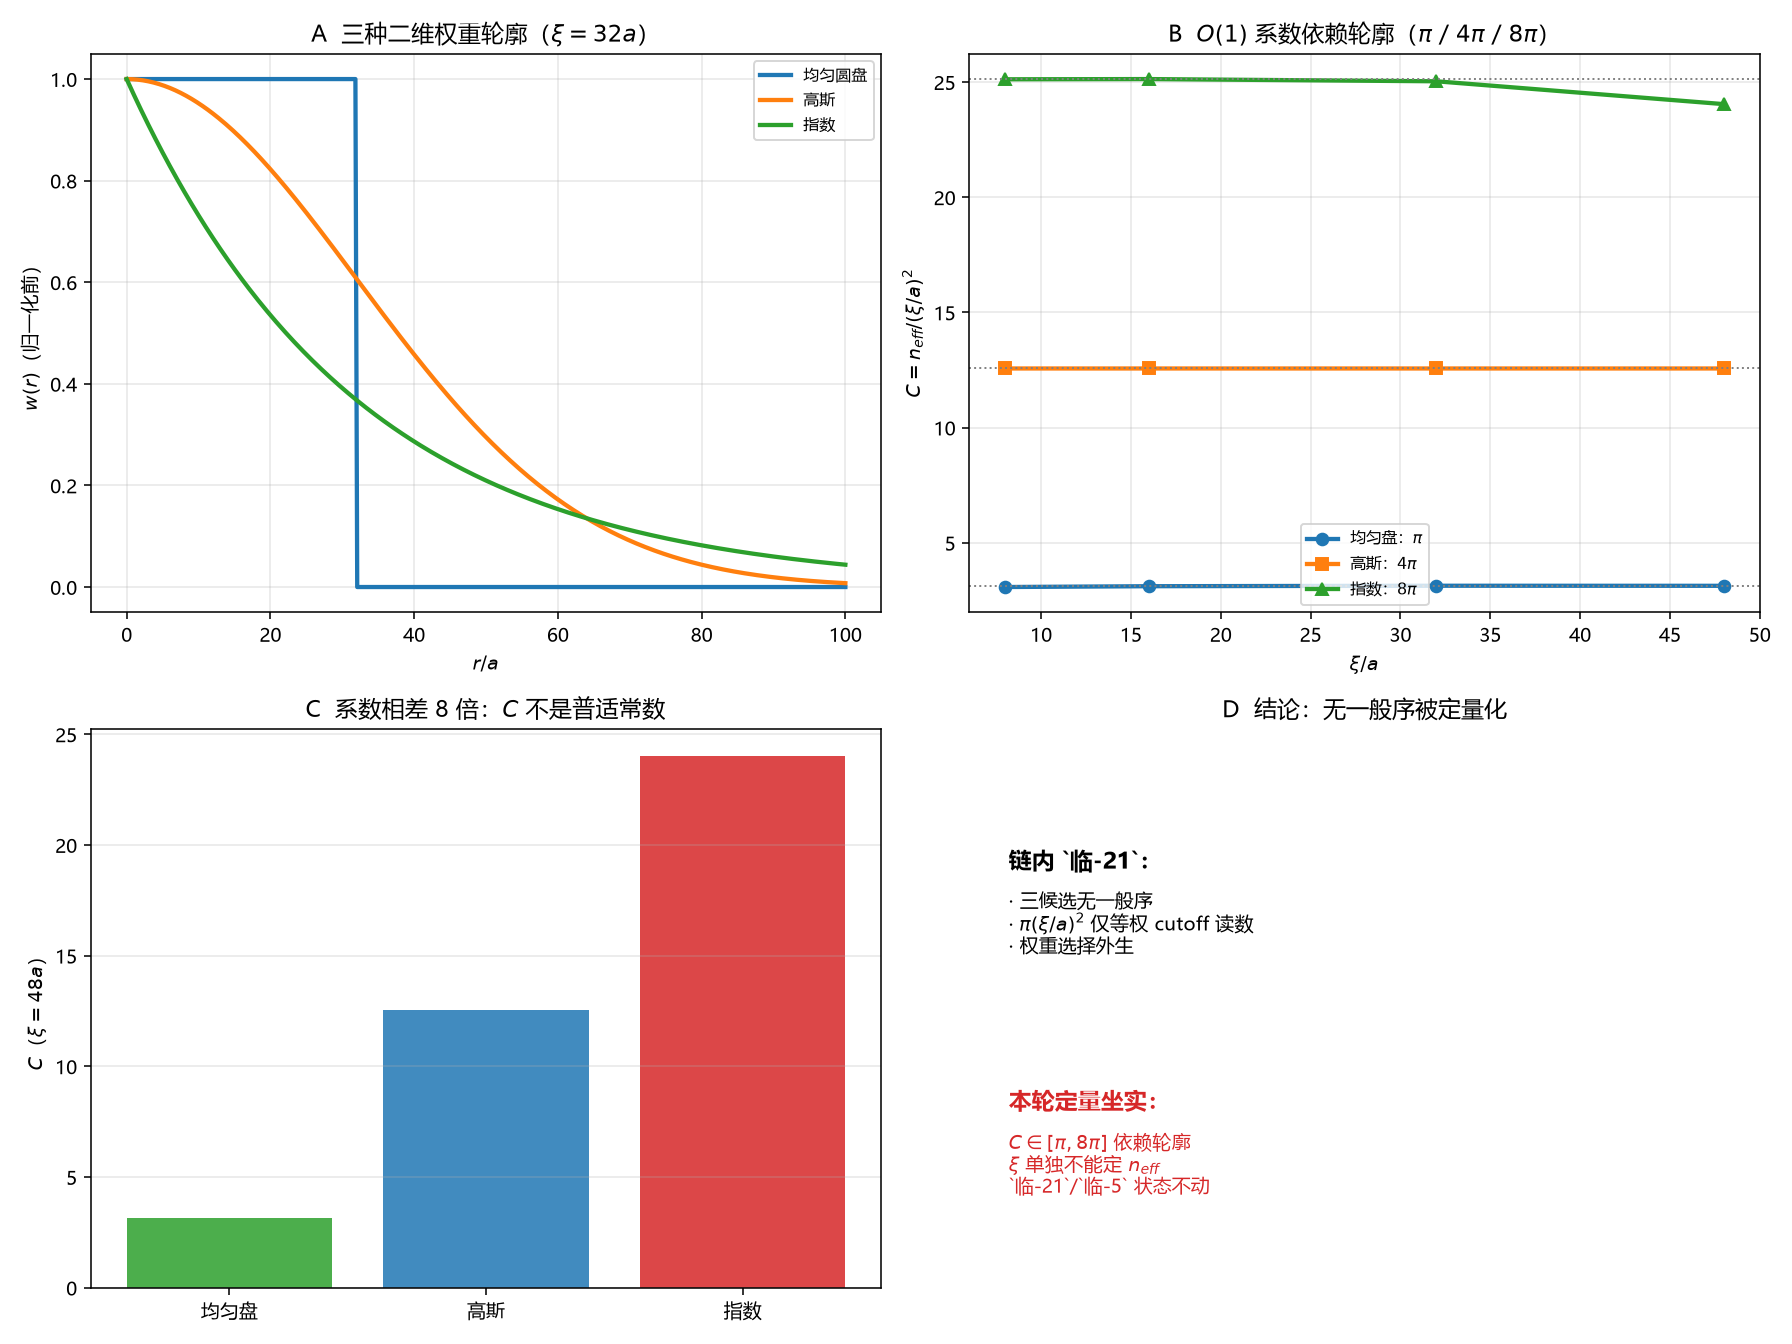 A 三种二维权重轮廓（ξ = 32a）
w(r)（归一化前）
1.0
0.8
0.6
0.4
0.2
0.0
0
20
40
60
80
100
r/a
均匀圆盘
高斯
指数
B O(1) 系数依赖轮廓（π / 4π / 8π）
C = n_eff/(ξ/a)²
25
20
15
10
5
10
15
20
25
30
35
40
45
50
ξ/a
均匀盘：π
高斯：4π
指数：8π
C 系数相差 8 倍：C 不是普适常数
C（ξ = 48a）
25
20
15
10
5
0
均匀盘
高斯
指数
D 结论：无一般序被定量化
链内 `临-21`：
· 三候选无一般序
· π(ξ/a)² 仅等权 cutoff 读数
· 权重选择外生
本轮定量坐实：
C ∈ [π, 8π] 依赖轮廓
ξ 单独不能定 n_eff
`临-21`/`临-5` 状态不动